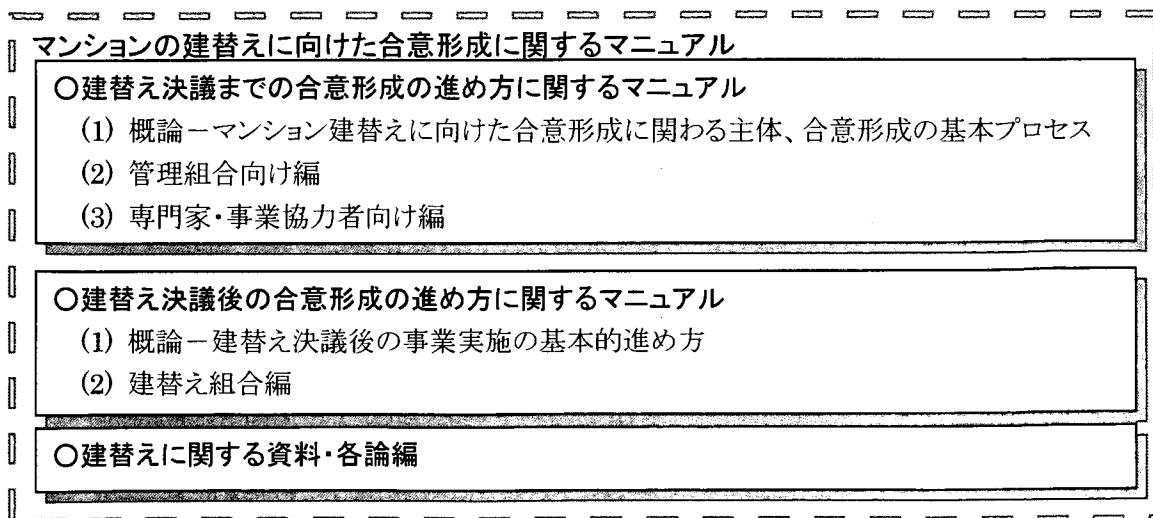 マンションの建替えに向けた合意形成に関するマニュアル
○建替え決議までの合意形成の進め方に関するマニュアル
(1) 概論－マンション建替えに向けた合意形成に関わる主体、合意形成の基本プロセス
(2) 管理組合向け編
(3) 専門家・事業協力者向け編
○建替え決議後の合意形成の進め方に関するマニュアル
(1) 概論－建替え決議後の事業実施の基本的進め方
(2) 建替え組合編
○建替えに関する資料・各論編